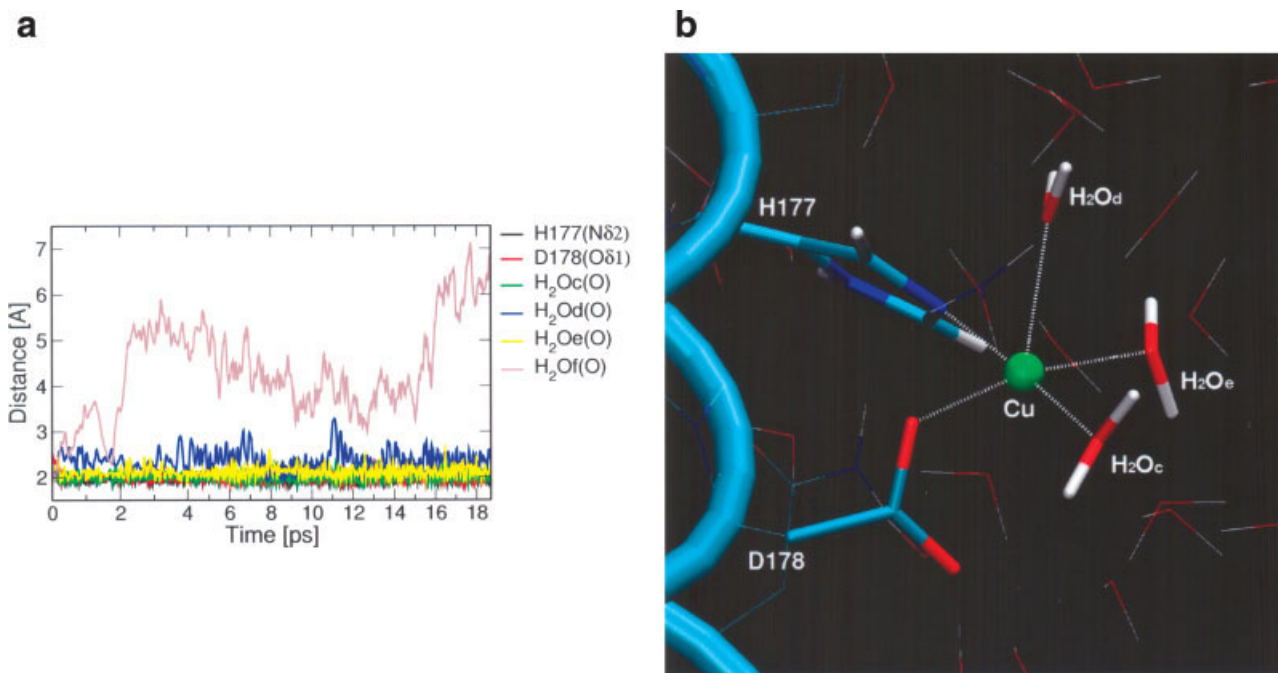 a
b
7
6
5
4
3
2
Distance [A]
0
2
4
6
8
10
12
14
16
18
Time [ps]
H177(Nδ2)
D178(Oδ1)
H₂Oc(O)
H₂Od(O)
H₂Oe(O)
H₂Of(O)
H177
H₂Od
H₂Oe
Cu
H₂Oc
D178